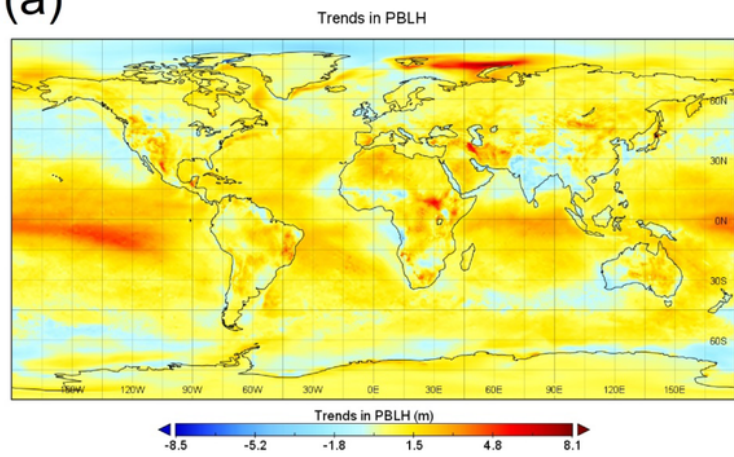 (a)
Trends in PBLH
60N
30N
0N
30S
60S
150W 120W 90W 60W 30W 0E 30E 60E 90E 120E 150E
Trends in PBLH (m)
-8.5 -5.2 -1.8 1.5 4.8 8.1